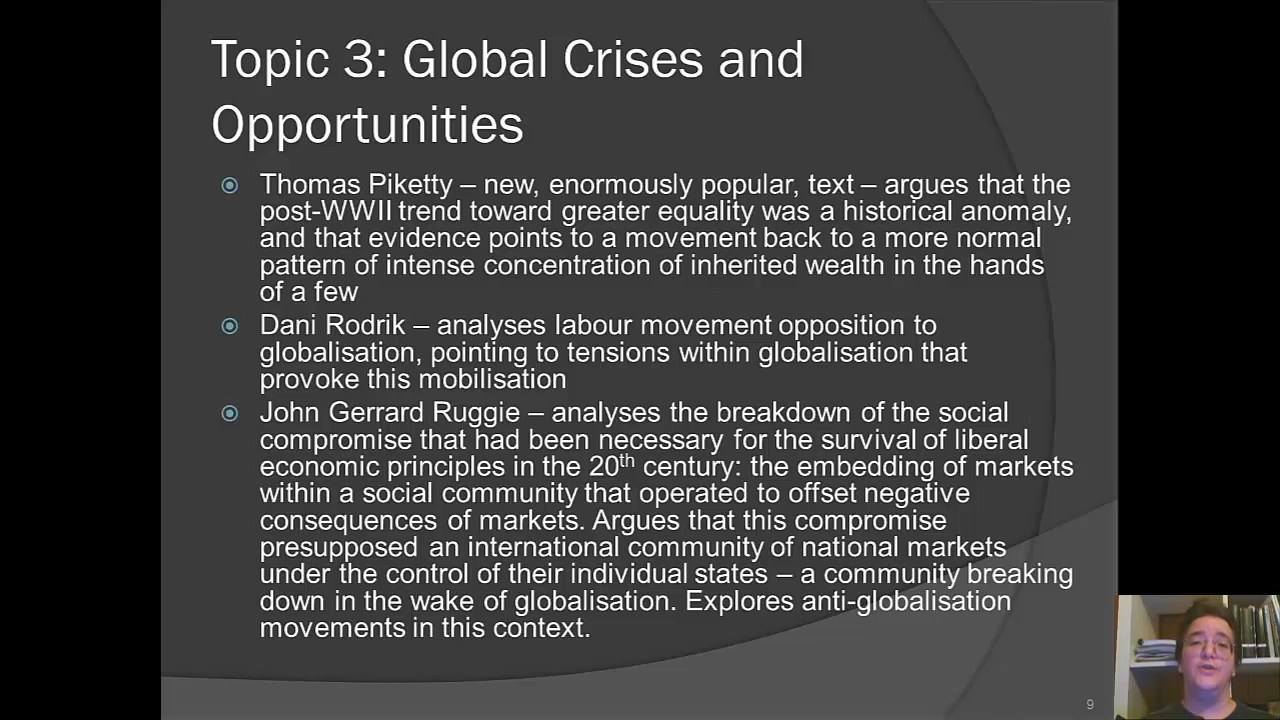 Topic 3: Global Crises and
Opportunities
Thomas Piketty – new, enormously popular, text – argues that the
post-WWII trend toward greater equality was a historical anomaly,
and that evidence points to a movement back to a more normal
pattern of intense concentration of inherited wealth in the hands
of a few
Dani Rodrik – analyses labour movement opposition to
globalisation, pointing to tensions within globalisation that
provoke this mobilisation
John Gerrard Ruggie – analyses the breakdown of the social
compromise that had been necessary for the survival of liberal
economic principles in the 20th century: the embedding of markets
within a social community that operated to offset negative
consequences of markets. Argues that this compromise
presupposed an international community of national markets
under the control of their individual states – a community breaking
down in the wake of globalisation. Explores anti-globalisation
movements in this context.
9